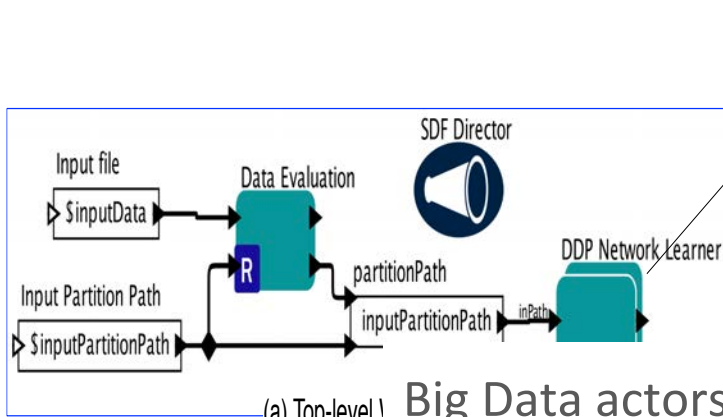 SDF Director
Input file
Data Evaluation
$inputData
DDP Network Learner
R
partitionPath
Input Partition Path
inputPartitionPath
inPath
$inputPartitionPath
(a) Top-level
Big Data actors